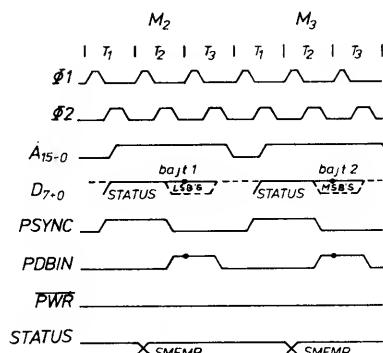 M2 M3
T1 T2 T3 T1 T2 T3
Φ1
Φ2
A15-0
bajt 1 bajt 2
D7÷0 STATUS LSB'S STATUS MSB'S
PSYNC
PDBIN
PWR
STATUS SMEMR SMEMR